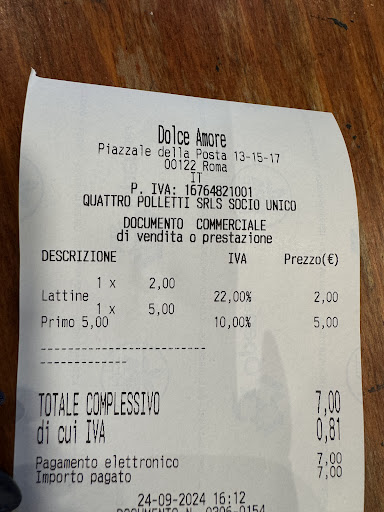 Dolce Amore
Piazzale della Posta 13-15-17
00122 Roma
IT
P. IVA: 16764821001
QUATTRO POLLETTI SRLS SOCIO UNICO
DOCUMENTO COMMERCIALE
di vendita o prestazione
DESCRIZIONE IVA Prezzo(€)
1 x 2,00
Lattine 22,00% 2,00
1 x 5,00
Primo 5,00 10,00% 5,00
-------------------------
-------------
TOTALE COMPLESSIVO 7,00
di cui IVA 0,81
Pagamento elettronico 7,00
Importo pagato 7,00
24-09-2024 16:12
DOCUMENTO N. 0206-0154